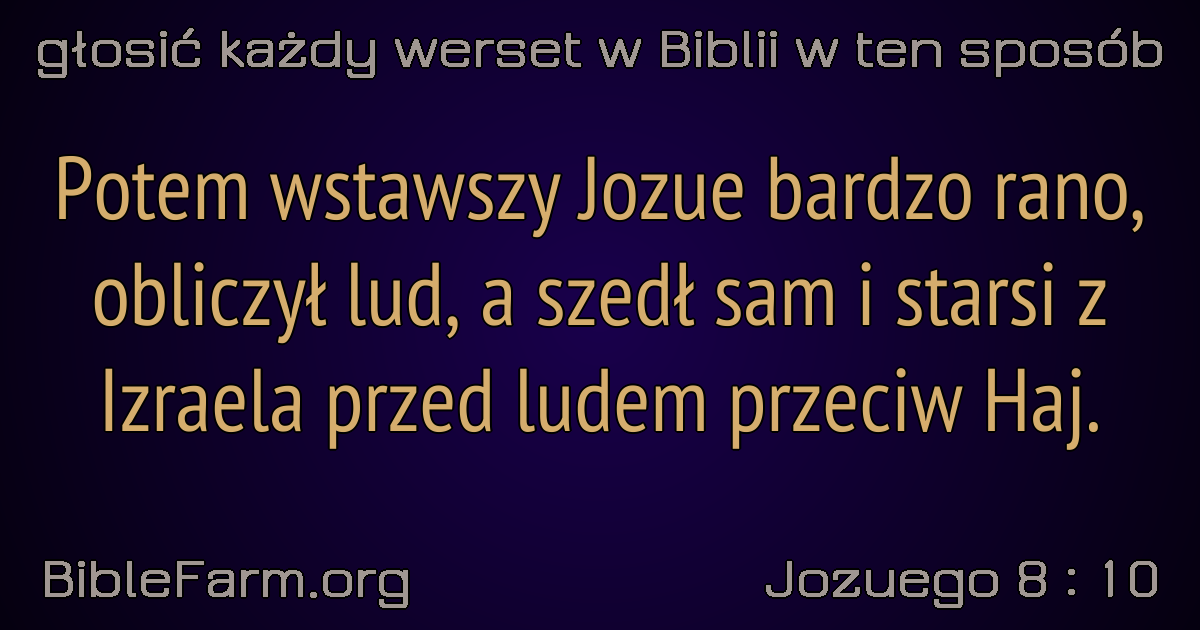 głosić każdy werset w Biblii w ten sposób
Potem wstawszy Jozue bardzo rano,
obliczył lud, a szedł sam i starsi z
Izraela przed ludem przeciw Haj.
BibleFarm.org
Jozuego 8 : 10